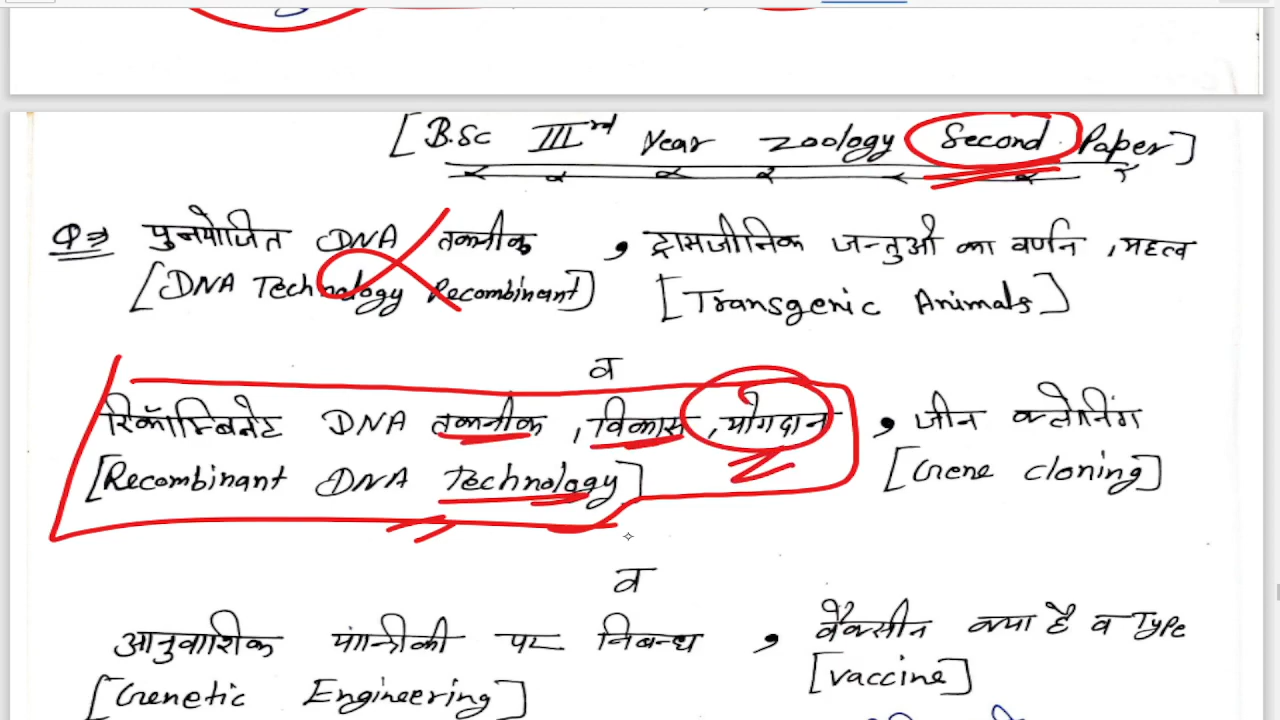 [B.Sc IIIrd Year Zoology Second Paper]
Q⇒ पुनर्योजित DNA तकनीक , ट्रासजीनिक जन्तुओ का वर्णन , महत्व
[DNA Technology Recombinant] [Transgenic Animals]
व
रिकॉम्बिनेट DNA तकनीक , विकास , योगदान , जीन क्लोनिंग
[Recombinant DNA Technology] [Gene cloning]
व
आनुवाशिक यांत्रिकी पर निबन्ध , वैक्सीन क्या है व Type
[Genetic Engineering] [vaccine]